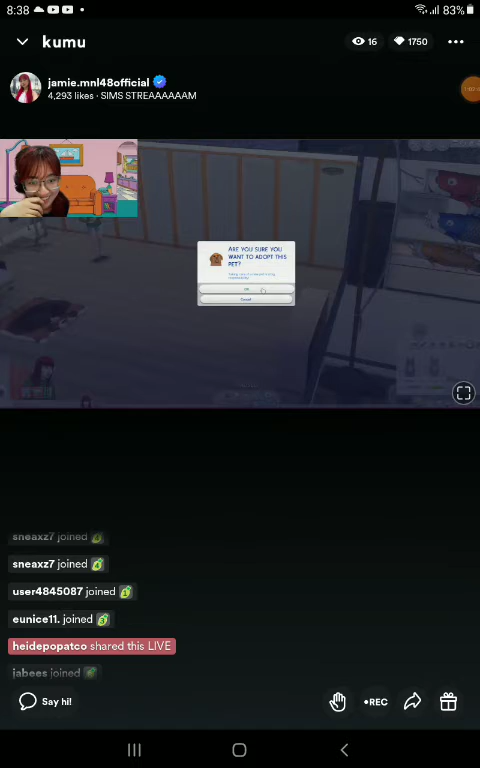 8:38
83%
kumu
16
1750
jamie.mnl48official
4,293 likes · SIMS STREAAAAAAM
ARE YOU SURE YOU
WANT TO ADOPT THIS
PET?
OK
Cancel
sneaxz7 joined
sneaxz7 joined
user4845087 joined
eunice11. joined
heidepopatco shared this LIVE
jabees joined
Say hi!
•REC